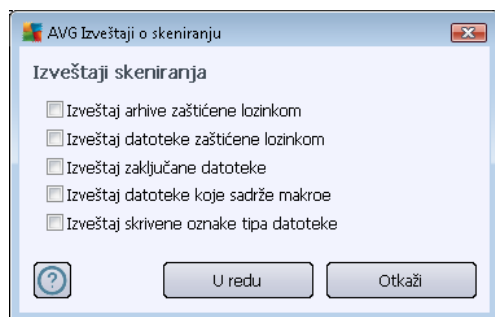 AVG Izveštaji o skeniranju
Izveštaji skeniranja
Izveštaj arhive zaštićene lozinkom
Izveštaj datoteke zaštićene lozinkom
Izveštaj zaključane datoteke
Izveštaj datoteke koje sadrže makroe
Izveštaj skrivene oznake tipa datoteke
?
U redu
Otkaži